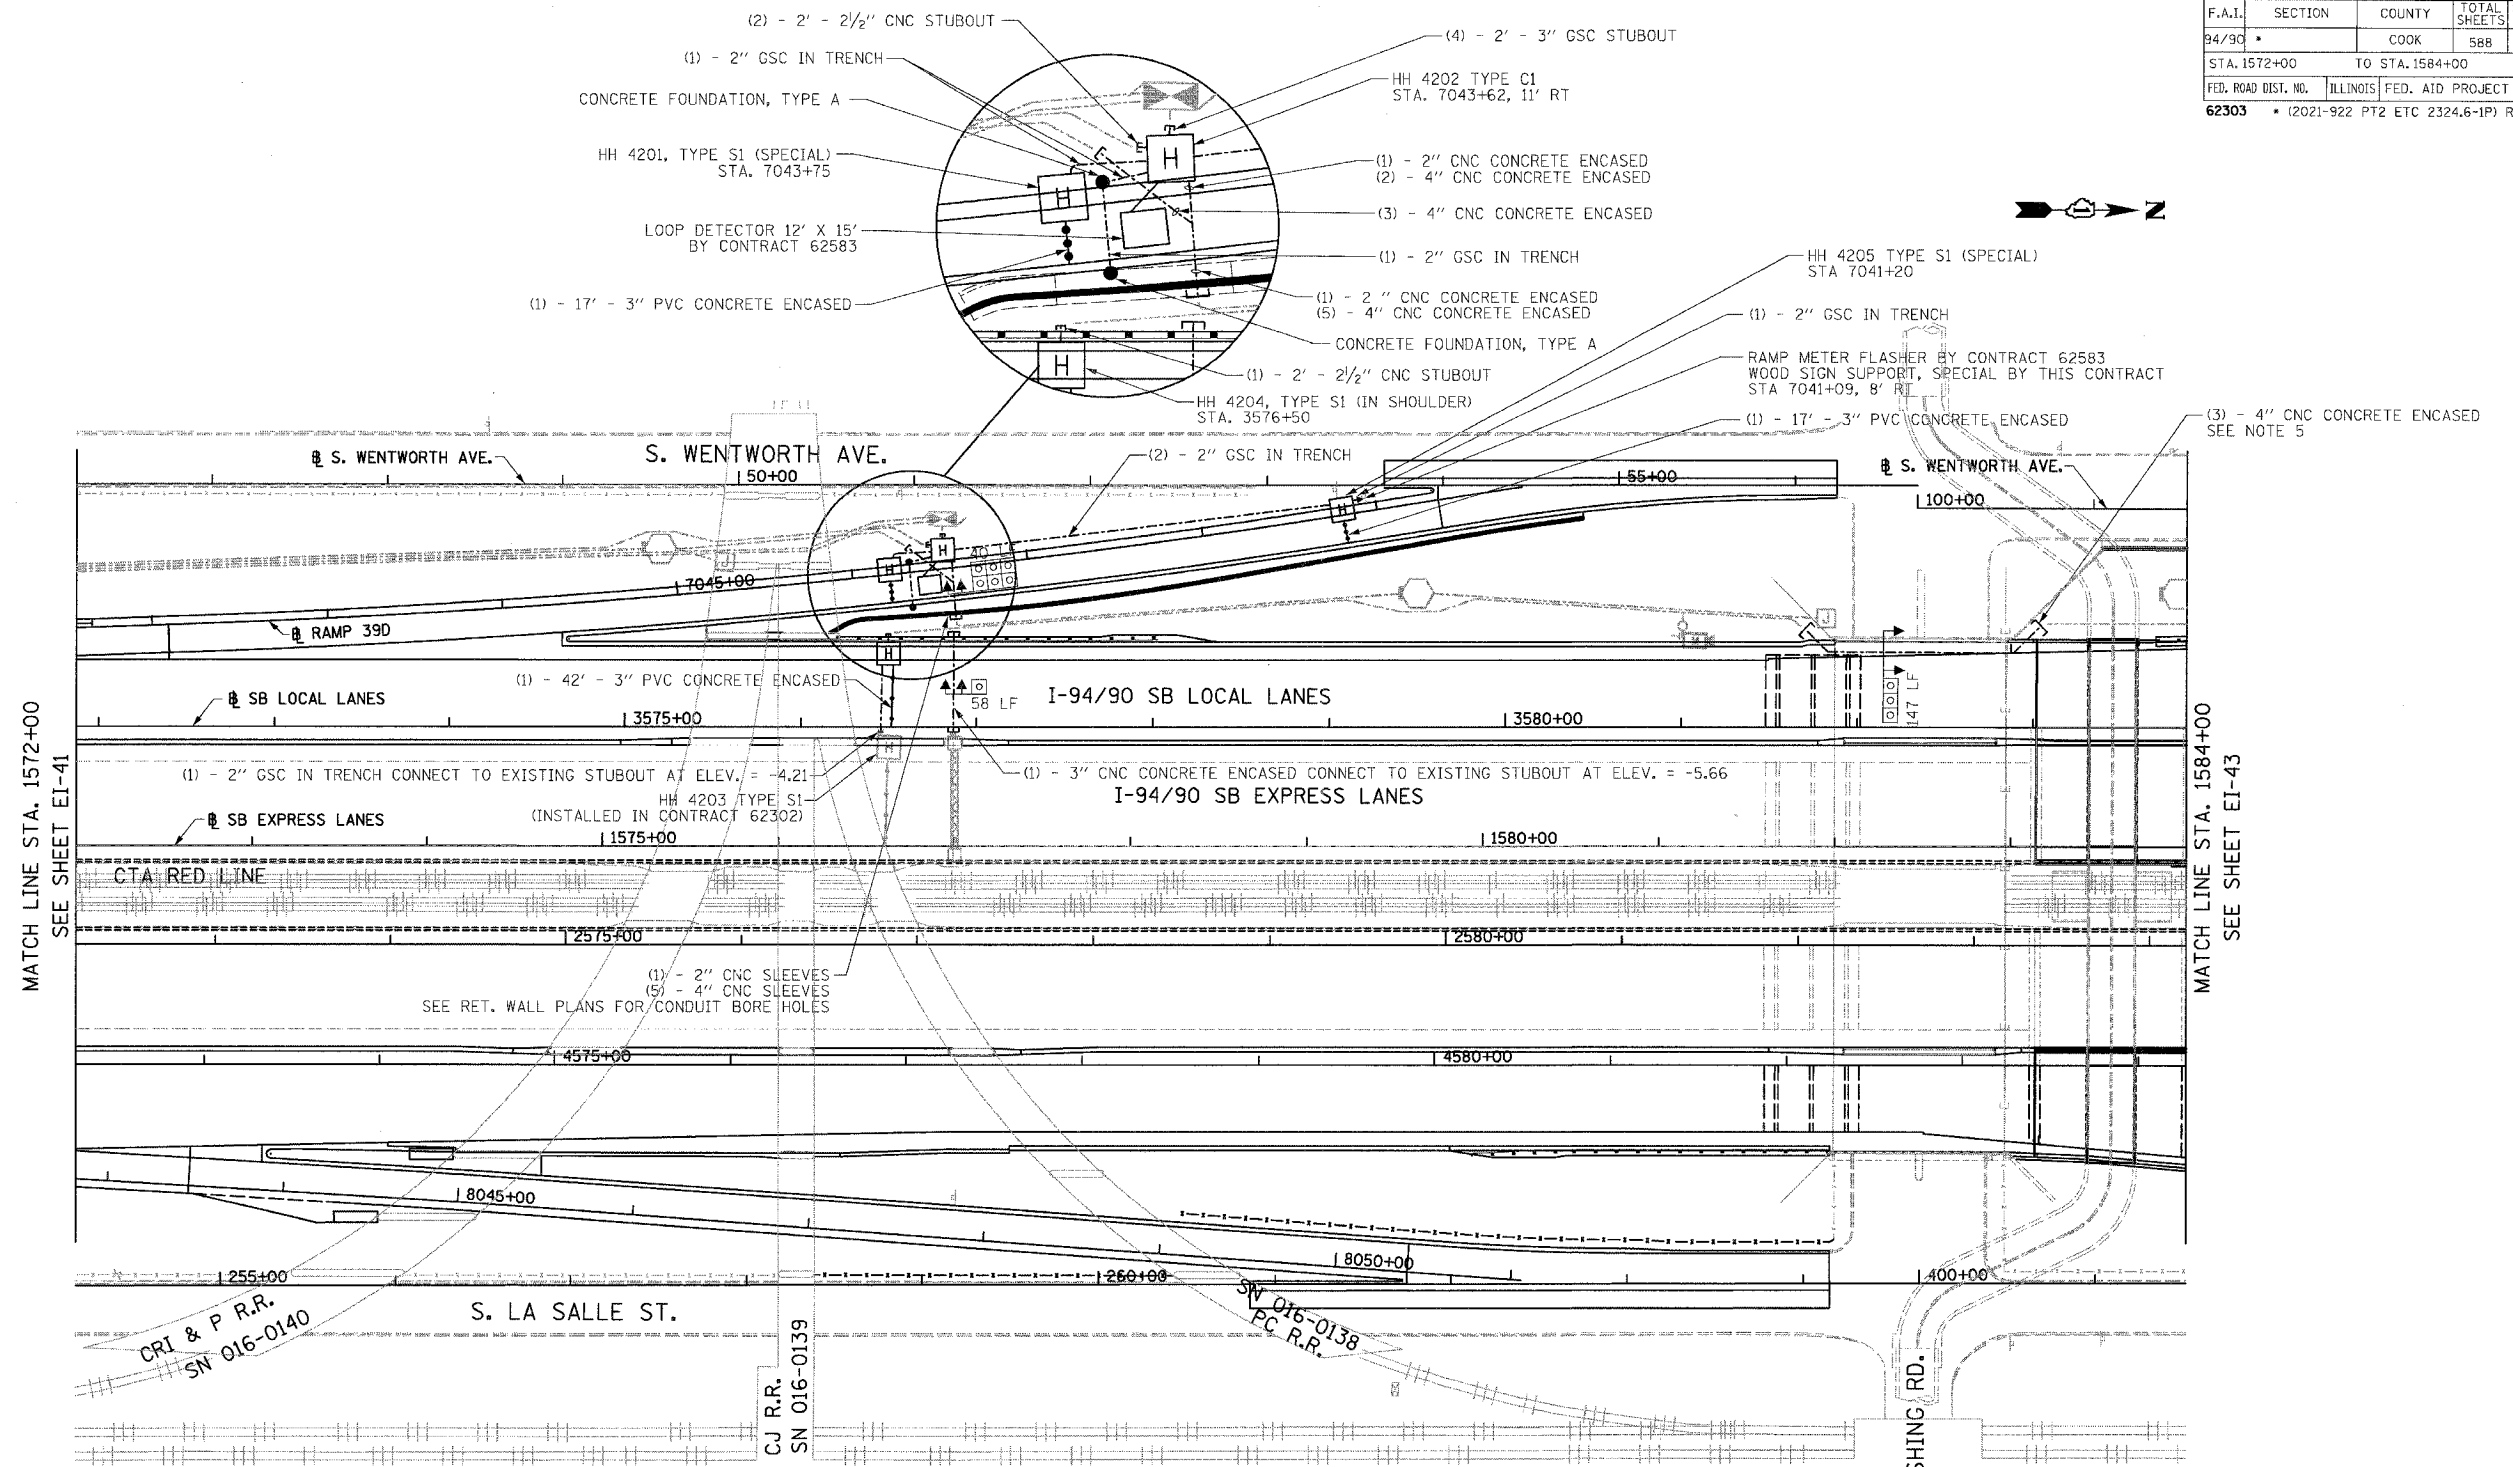 F.A.I. SECTION COUNTY TOTAL SHEETS
94/90 * COOK 588
STA. 1572+00 TO STA. 1584+00
FED. ROAD DIST. NO. ILLINOIS FED. AID PROJECT
62303 * (2021-922 PT2 ETC 2324.6-1P) R
(2) - 2' - 2 1/2" CNC STUBOUT
(1) - 2" GSC IN TRENCH
CONCRETE FOUNDATION, TYPE A
HH 4201, TYPE S1 (SPECIAL)
STA. 7043+75
LOOP DETECTOR 12' X 15'
BY CONTRACT 62583
(1) - 17' - 3" PVC CONCRETE ENCASED
(4) - 2' - 3" GSC STUBOUT
HH 4202 TYPE C1
STA. 7043+62, 11' RT
(1) - 2" CNC CONCRETE ENCASED
(2) - 4" CNC CONCRETE ENCASED
(3) - 4" CNC CONCRETE ENCASED
(1) - 2" GSC IN TRENCH
(1) - 2 " CNC CONCRETE ENCASED
(5) - 4" CNC CONCRETE ENCASED
CONCRETE FOUNDATION, TYPE A
(1) - 2' - 2 1/2" CNC STUBOUT
HH 4204, TYPE S1 (IN SHOULDER)
STA. 3576+50
H
H
H
N
HH 4205 TYPE S1 (SPECIAL)
STA 7041+20
(1) - 2" GSC IN TRENCH
RAMP METER FLASHER BY CONTRACT 62583
WOOD SIGN SUPPORT, SPECIAL BY THIS CONTRACT
STA 7041+09, 8' RT
(1) - 17' - 3" PVC CONCRETE ENCASED
(3) - 4" CNC CONCRETE ENCASED
SEE NOTE 5
(2) - 2" GSC IN TRENCH
℄ S. WENTWORTH AVE.
S. WENTWORTH AVE.
50+00
55+00
℄ S. WENTWORTH AVE.
100+00
H
J
H
H
40 LF
7045+00
J
℄ RAMP 39D
H
(1) - 42' - 3" PVC CONCRETE ENCASED
58 LF
I-94/90 SB LOCAL LANES
147 LF
℄ SB LOCAL LANES
3575+00
3580+00
H
(1) - 2" GSC IN TRENCH CONNECT TO EXISTING STUBOUT AT ELEV. = -4.21
(1) - 3" CNC CONCRETE ENCASED CONNECT TO EXISTING STUBOUT AT ELEV. = -5.66
HH 4203 TYPE S1
(INSTALLED IN CONTRACT 62302)
I-94/90 SB EXPRESS LANES
℄ SB EXPRESS LANES
1575+00
1580+00
CTA RED LINE
2575+00
2580+00
(1) - 2" CNC SLEEVES
(5) - 4" CNC SLEEVES
SEE RET. WALL PLANS FOR CONDUIT BORE HOLES
4575+00
4580+00
MATCH LINE STA. 1572+00
SEE SHEET EI-41
MATCH LINE STA. 1584+00
SEE SHEET EI-43
8045+00
8050+00
255+00
260+00
400+00
S. LA SALLE ST.
CRI & P R.R.
SN 016-0140
CJ R.R.
SN 016-0139
SN 016-0138
PC R.R.
SHING RD.